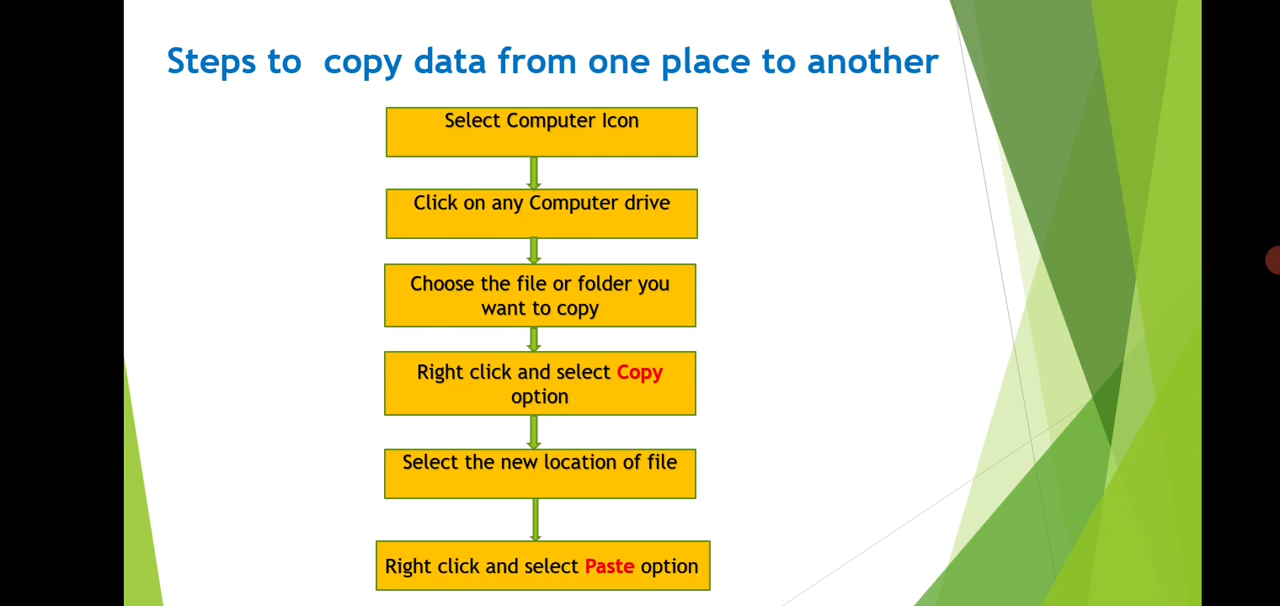 Steps to copy data from one place to another
Select Computer Icon
Click on any Computer drive
Choose the file or folder you
want to copy
Right click and select Copy
option
Select the new location of file
Right click and select Paste option